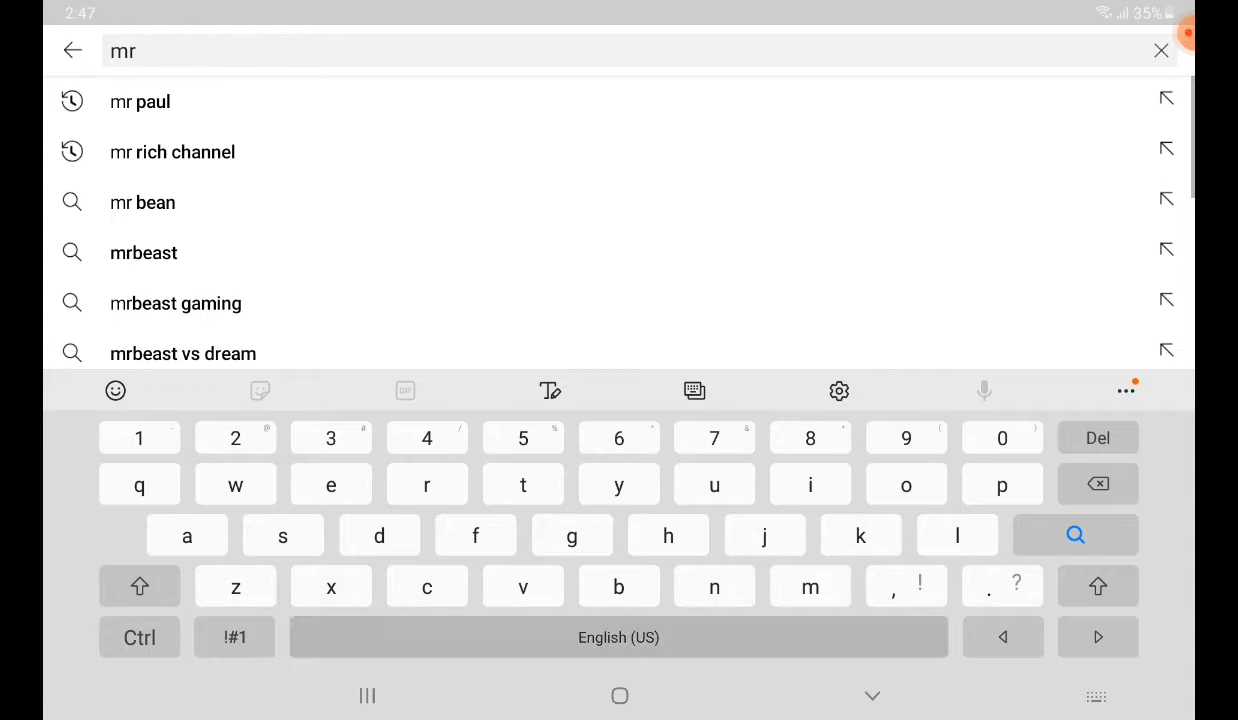 2:47
35%
mr
mr paul
mr rich channel
mr bean
mrbeast
mrbeast gaming
mrbeast vs dream
GIF
1 2 @ 3 # 4 / 5 % 6 ^ 7 & 8 * 9 ( 0 ) Del
q w e r t y u i o p
a s d f g h j k l
z x c v b n m , ! . ?
Ctrl !#1 English (US)